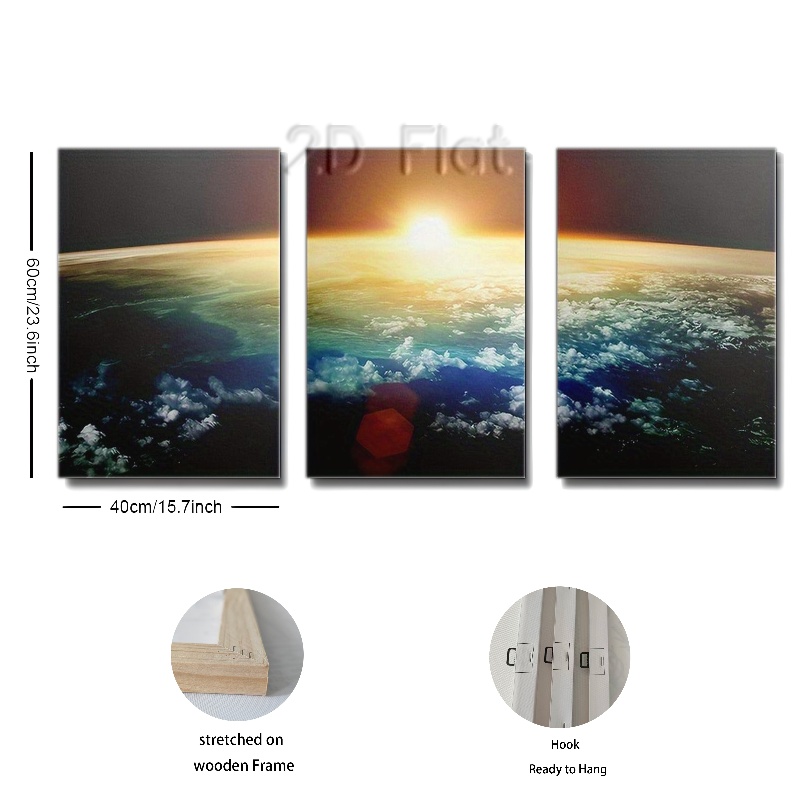 2D Flat
60cm/23.6inch
40cm/15.7inch
stretched on
wooden Frame
Hook
Ready to Hang